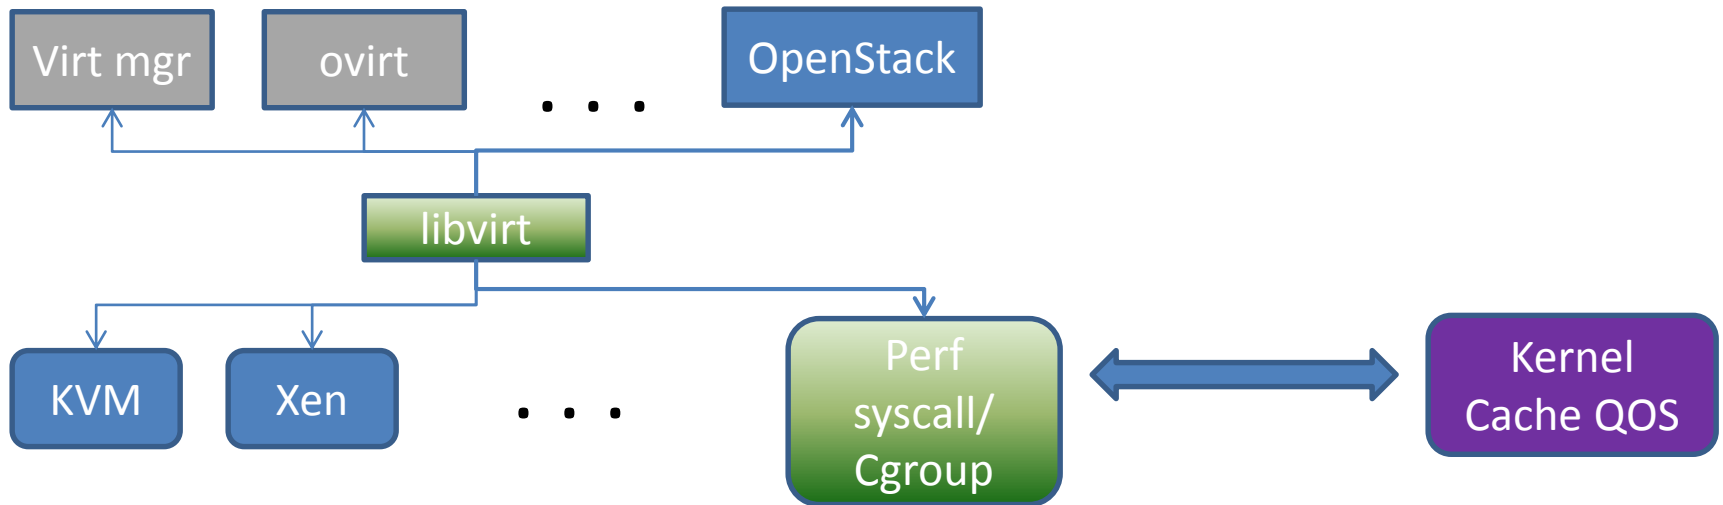 Virt mgr
ovirt
. . .
OpenStack
libvirt
KVM
Xen
. . .
Perf
syscall/
Cgroup
Kernel
Cache QOS